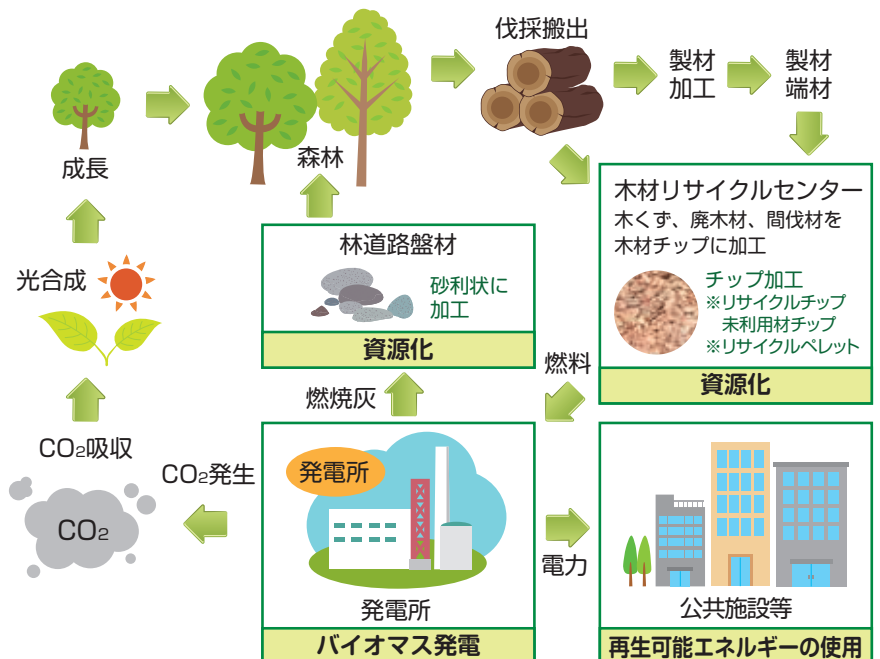 伐採搬出
製材
加工
製材
端材
成長
森林
木材リサイクルセンター
木くず、廃木材、間伐材を
木材チップに加工
チップ加工
※リサイクルチップ
未利用材チップ
※リサイクルペレット
資源化
林道路盤材
砂利状に
加工
資源化
光合成
燃料
燃焼灰
CO₂吸収
CO₂発生
CO₂
発電所
発電所
バイオマス発電
電力
公共施設等
再生可能エネルギーの使用